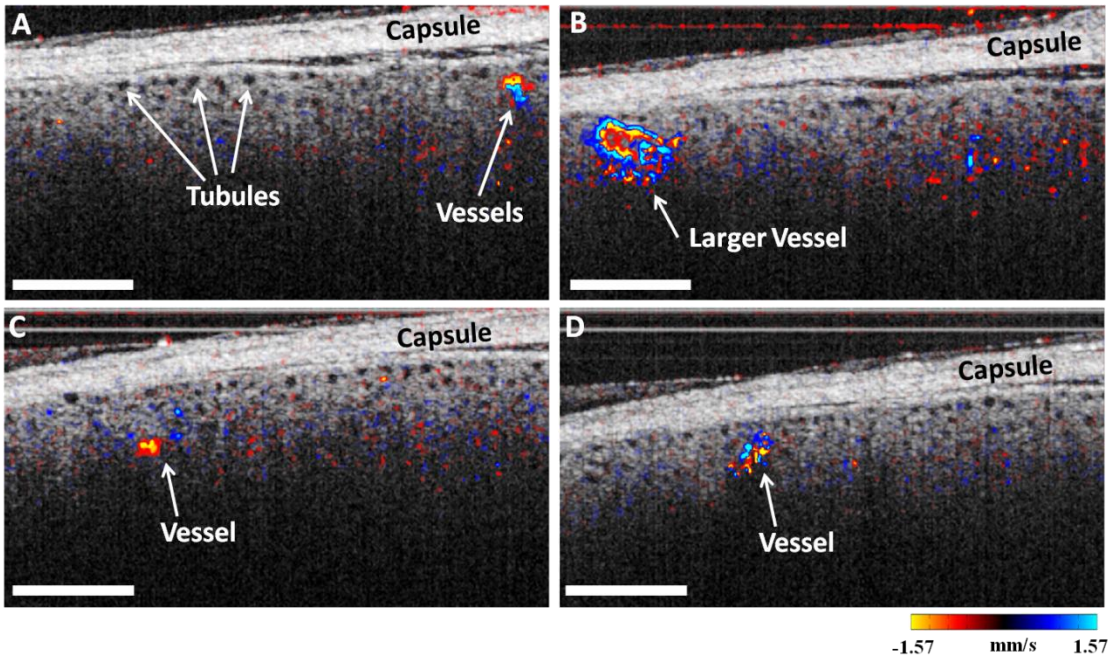 A
Capsule
Tubules
Vessels
B
Capsule
Larger Vessel
C
Capsule
Vessel
D
Capsule
Vessel
-1.57 mm/s 1.57